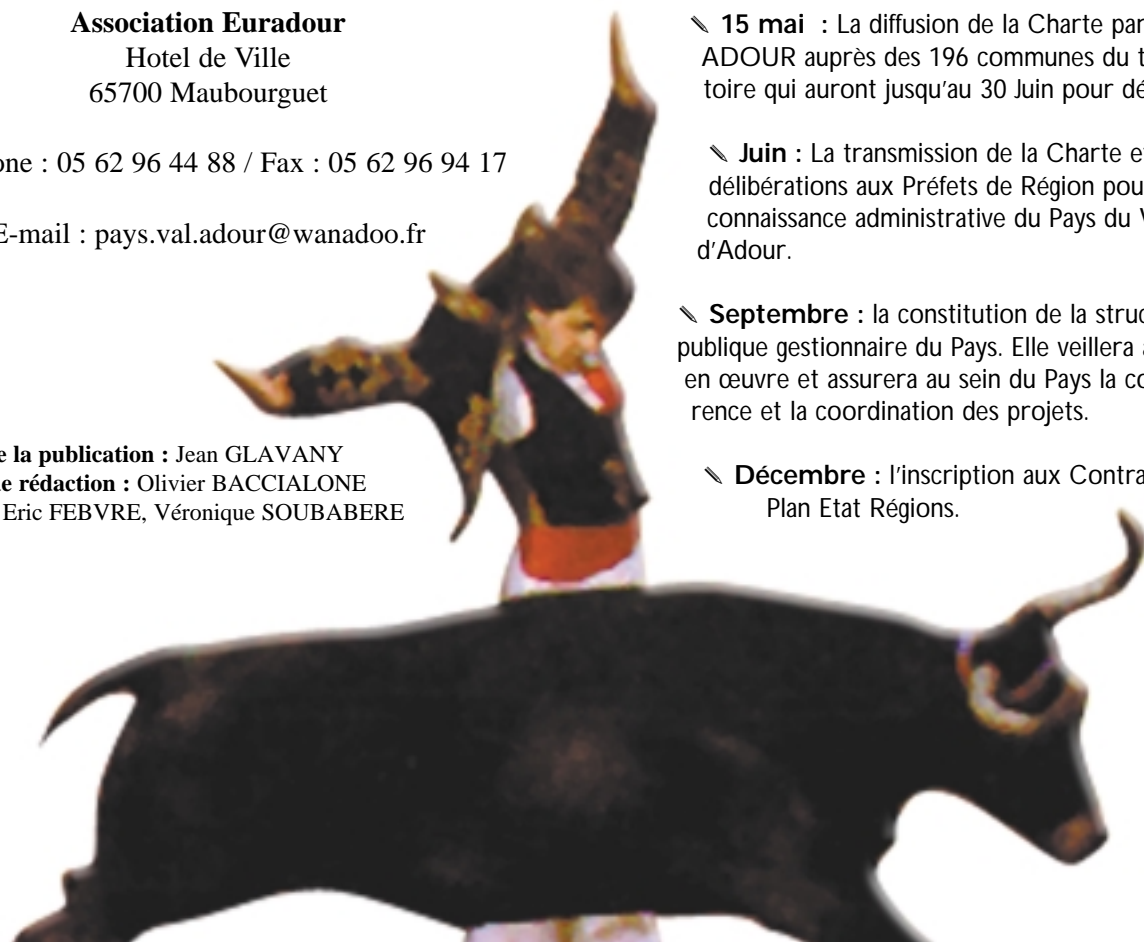 Association Euradour
Hotel de Ville
65700 Maubourguet
one : 05 62 96 44 88 / Fax : 05 62 96 94 17
E-mail : pays.val.adour@wanadoo.fr
e la publication : Jean GLAVANY
e rédaction : Olivier BACCIALONE
Eric FEBVRE, Véronique SOUBABERE
✎ 15 mai : La diffusion de la Charte par
ADOUR auprès des 196 communes du t
toire qui auront jusqu'au 30 Juin pour dé
✎ Juin : La transmission de la Charte e
délibérations aux Préfets de Région pou
connaissance administrative du Pays du V
d'Adour.
✎ Septembre : la constitution de la struc
publique gestionnaire du Pays. Elle veillera
en œuvre et assurera au sein du Pays la co
rence et la coordination des projets.
✎ Décembre : l'inscription aux Contra
Plan Etat Régions.